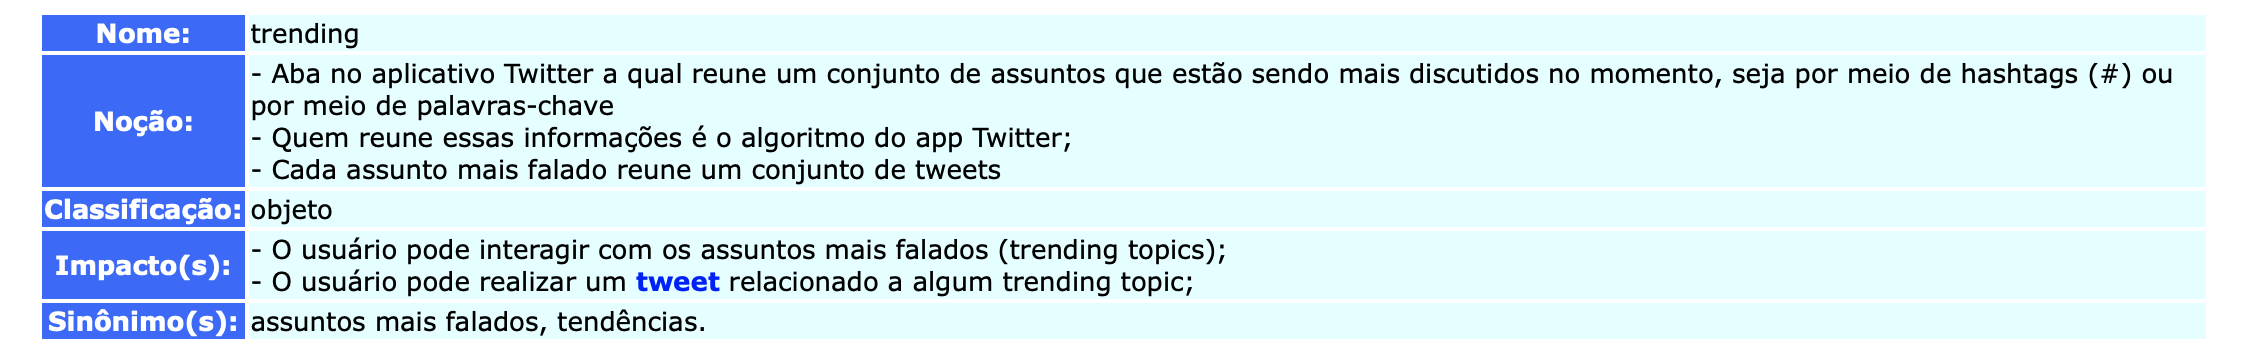 Nome: trending
Noção: - Aba no aplicativo Twitter a qual reune um conjunto de assuntos que estão sendo mais discutidos no momento, seja por meio de hashtags (#) ou
por meio de palavras-chave
- Quem reune essas informações é o algoritmo do app Twitter;
- Cada assunto mais falado reune um conjunto de tweets
Classificação: objeto
Impacto(s): - O usuário pode interagir com os assuntos mais falados (trending topics);
- O usuário pode realizar um tweet relacionado a algum trending topic;
Sinônimo(s): assuntos mais falados, tendências.